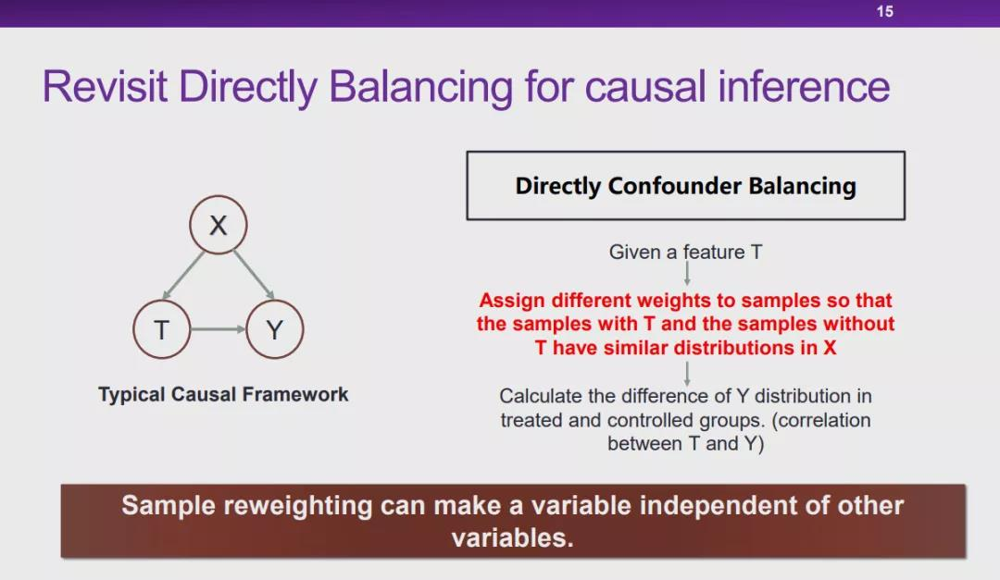 15
Revisit Directly Balancing for causal inference
X
T
Y
Typical Causal Framework
Directly Confounder Balancing
Given a feature T
Assign different weights to samples so that
the samples with T and the samples without
T have similar distributions in X
Calculate the difference of Y distribution in
treated and controlled groups. (correlation
between T and Y)
Sample reweighting can make a variable independent of other
variables.